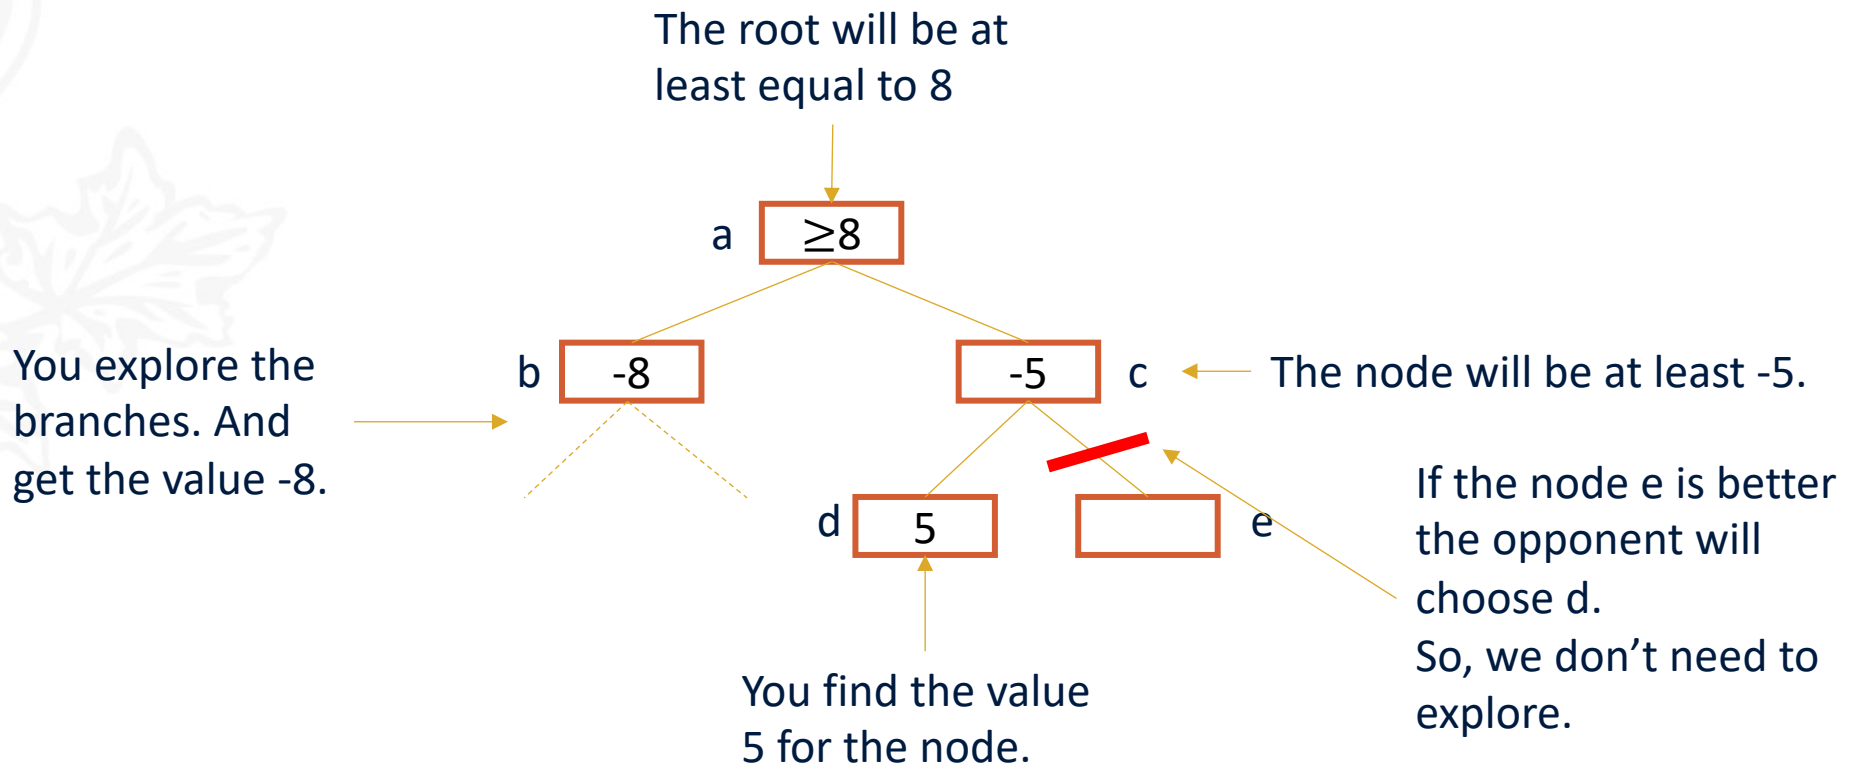 The root will be at
least equal to 8
a
≥8
You explore the
branches. And
get the value -8.
b
-8
-5
c
The node will be at least -5.
d
5
e
If the node e is better
the opponent will
choose d.
So, we don’t need to
explore.
You find the value
5 for the node.